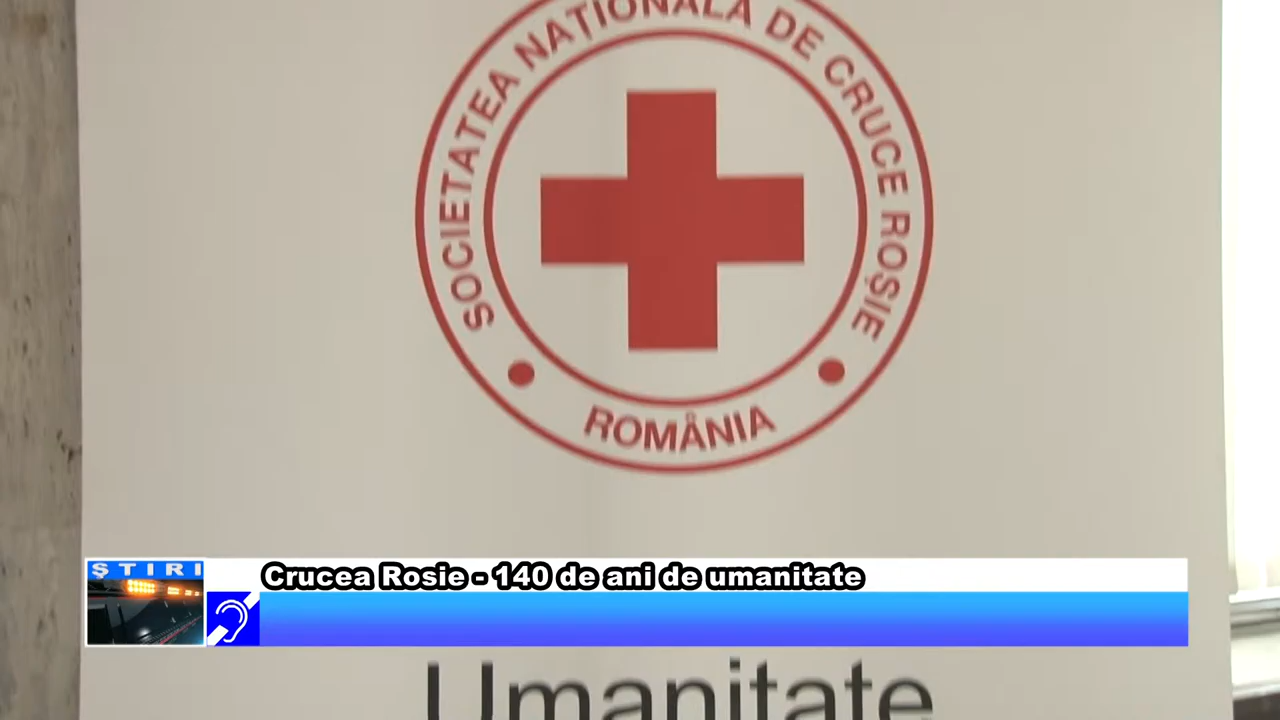 SOCIETATEA NAȚIONALĂ DE CRUCE ROȘIE
ROMÂNIA
ȘTIRI
Crucea Rosie - 140 de ani de umanitate
Umanitate